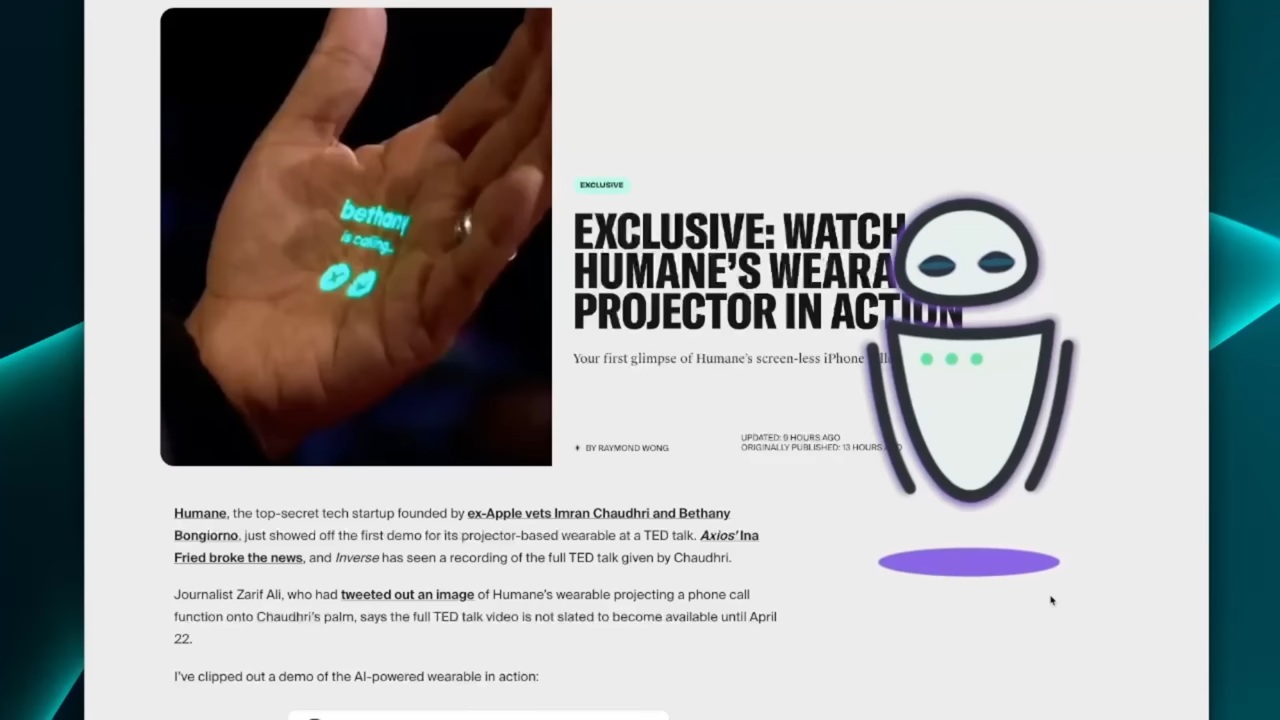 bethany
is calling...
EXCLUSIVE
EXCLUSIVE: WATCH
HUMANE'S WEARA
PROJECTOR IN ACTION
Your first glimpse of Humane's screen-less iPhone
✦ BY RAYMOND WONG
UPDATED: 9 HOURS AGO
ORIGINALLY PUBLISHED: 13 HOURS
Humane, the top-secret tech startup founded by ex-Apple vets Imran Chaudhri and Bethany
Bongiorno, just showed off the first demo for its projector-based wearable at a TED talk. Axios' Ina
Fried broke the news, and Inverse has seen a recording of the full TED talk given by Chaudhri.
Journalist Zarif Ali, who had tweeted out an image of Humane's wearable projecting a phone call
function onto Chaudhri's palm, says the full TED talk video is not slated to become available until April
22.
I've clipped out a demo of the AI-powered wearable in action: